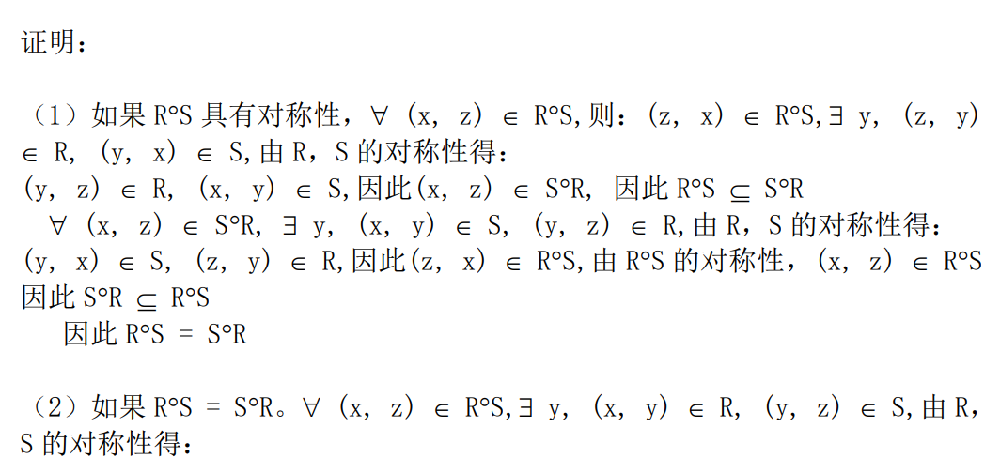 证明：
（1）如果 R°S 具有对称性，∀ (x, z) ∈ R°S,则：(z, x) ∈ R°S,∃ y, (z, y)
∈ R, (y, x) ∈ S,由 R，S 的对称性得：
(y, z) ∈ R, (x, y) ∈ S,因此(x, z) ∈ S°R, 因此 R°S ⊆ S°R
∀ (x, z) ∈ S°R, ∃ y, (x, y) ∈ S, (y, z) ∈ R,由 R，S 的对称性得：
(y, x) ∈ S, (z, y) ∈ R,因此(z, x) ∈ R°S,由 R°S 的对称性，(x, z) ∈ R°S
因此 S°R ⊆ R°S
因此 R°S = S°R
（2）如果 R°S = S°R。∀ (x, z) ∈ R°S,∃ y, (x, y) ∈ R, (y, z) ∈ S,由 R，
S 的对称性得：